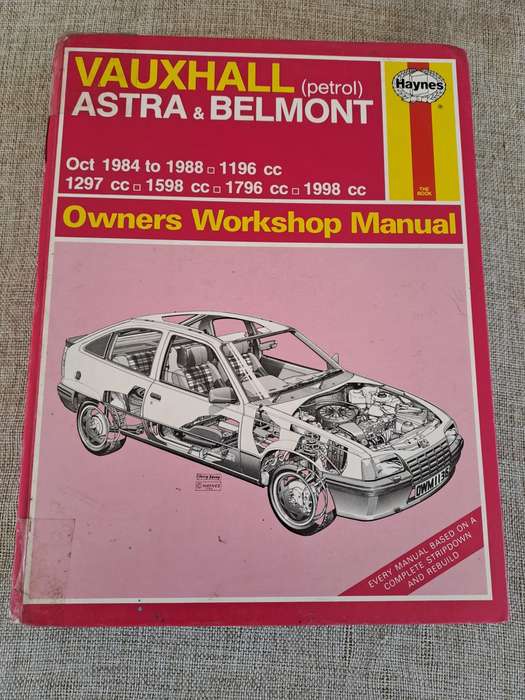 VAUXHALL (petrol)
ASTRA & BELMONT
Haynes
®
THE
BOOK
Oct 1984 to 1988 □ 1196 cc
1297 cc □ 1598 cc □ 1796 cc □ 1998 cc
Owners Workshop Manual
© HAYNES
EVERY MANUAL BASED ON A
COMPLETE STRIPDOWN
AND REBUILD